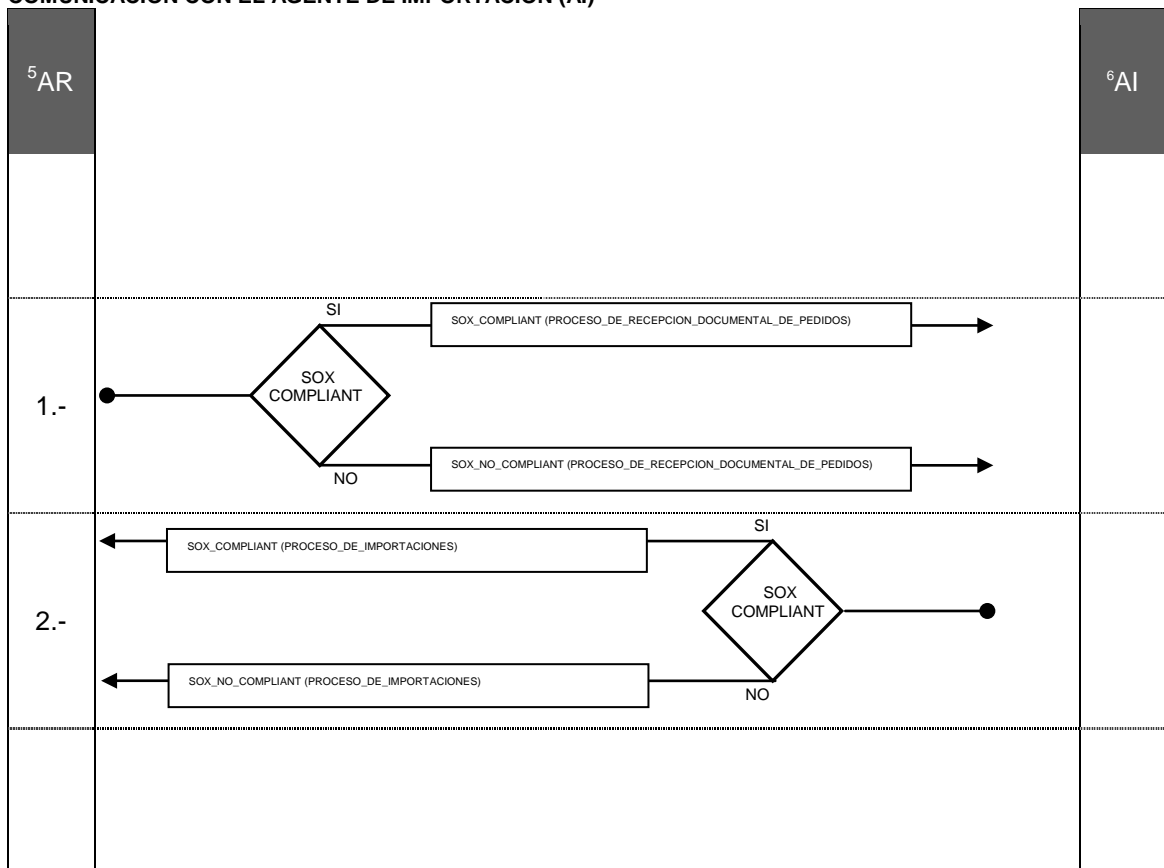 COMUNICACIÓN CON EL AGENTE DE IMPORTACIÓN (AI)
⁵AR
⁶AI
SI
SOX_COMPLIANT (PROCESO_DE_RECEPCION_DOCUMENTAL_DE_PEDIDOS)
SOX
COMPLIANT
1.-
SOX_NO_COMPLIANT (PROCESO_DE_RECEPCION_DOCUMENTAL_DE_PEDIDOS)
NO
SI
SOX_COMPLIANT (PROCESO_DE_IMPORTACIONES)
SOX
COMPLIANT
2.-
SOX_NO_COMPLIANT (PROCESO_DE_IMPORTACIONES)
NO